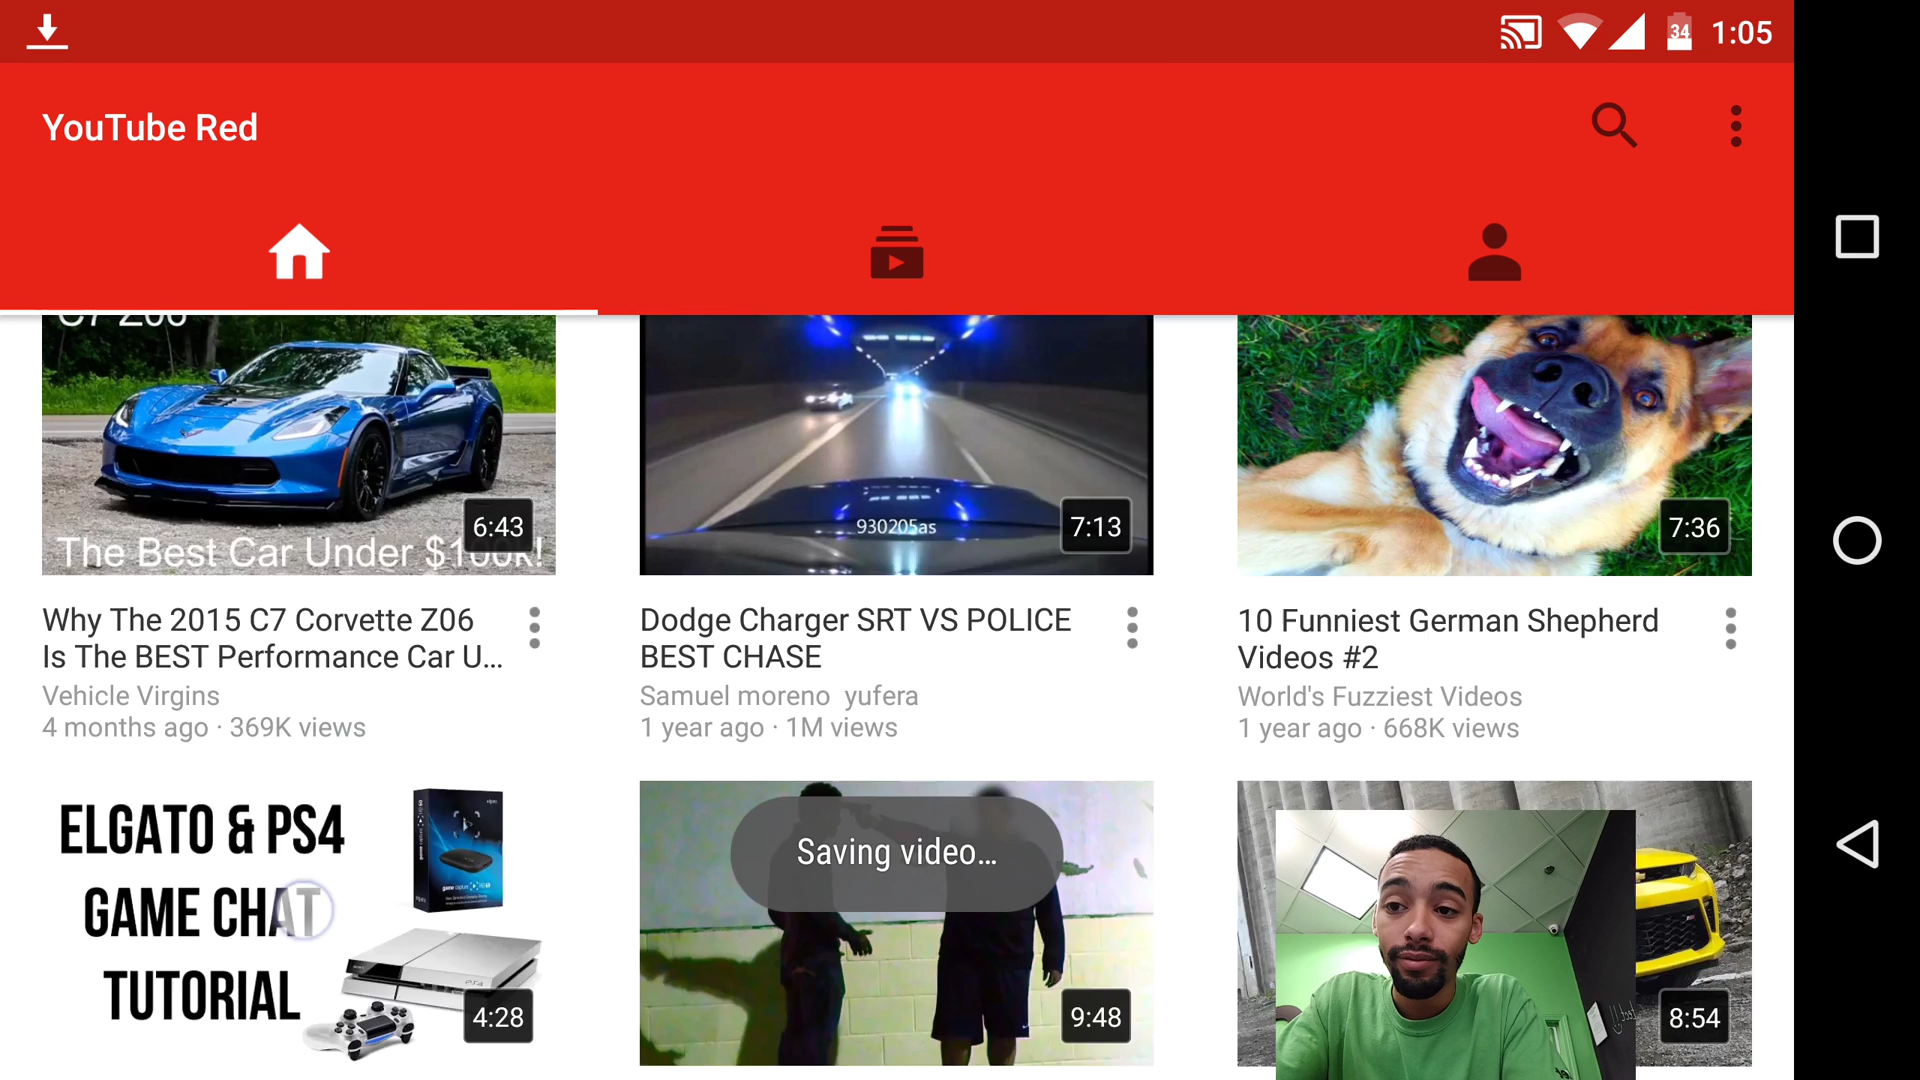 34 1:05
YouTube Red
The Best Car Under $100k!
6:43
930205as
7:13
7:36
Why The 2015 C7 Corvette Z06
Is The BEST Performance Car U...
Vehicle Virgins
4 months ago · 369K views
Dodge Charger SRT VS POLICE
BEST CHASE
Samuel moreno yufera
1 year ago · 1M views
10 Funniest German Shepherd
Videos #2
World's Fuzziest Videos
1 year ago · 668K views
ELGATO & PS4
GAME CHAT
TUTORIAL
4:28
Saving video...
9:48
8:54